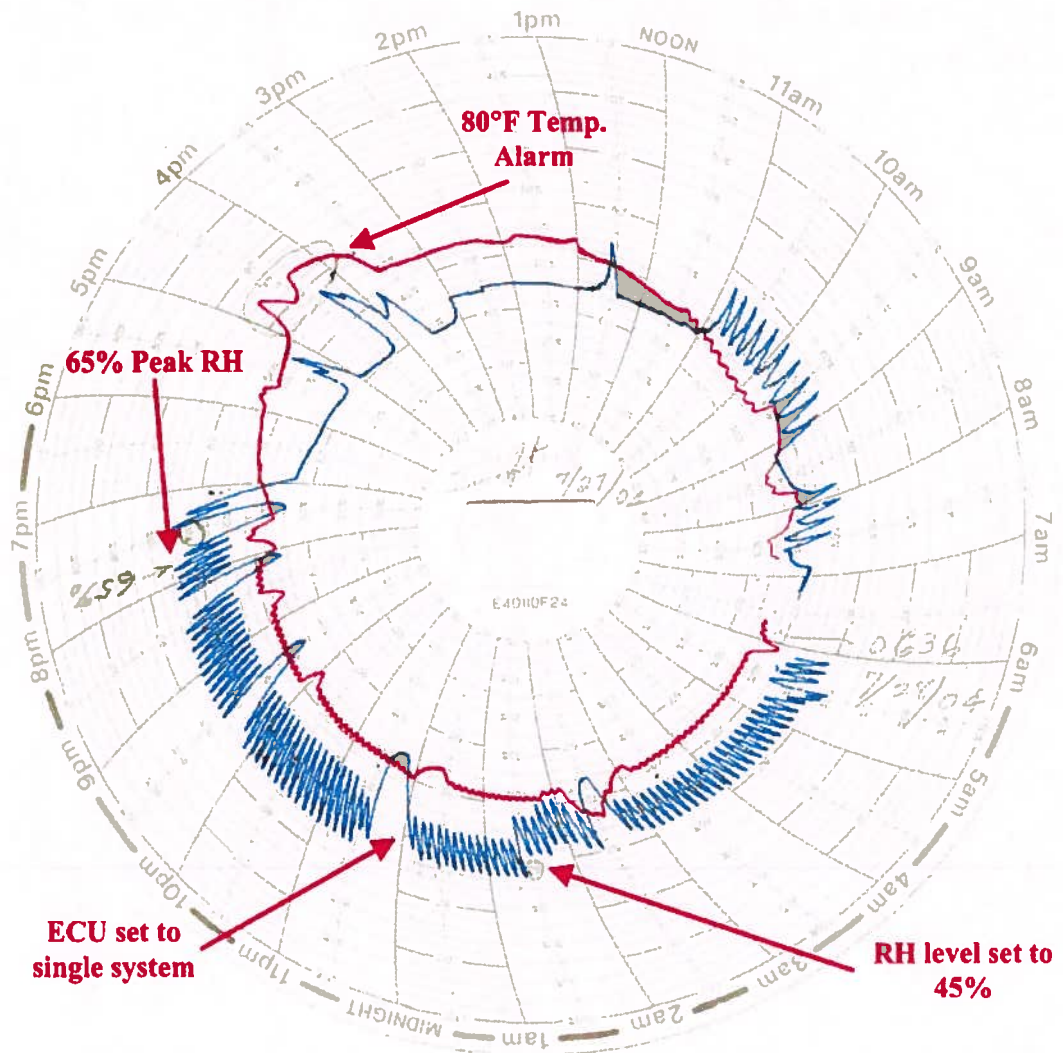 1pm
2pm
NOON
3pm
11am
80°F Temp.
Alarm
4pm
10am
5pm
9am
65% Peak RH
6pm
8am
7pm
7am
65%
E40110F24
8pm
0630
6am
9pm
5am
10pm
4am
ECU set to
single system
11pm
RH level set to
45%
3am
MIDNIGHT
2am
1am